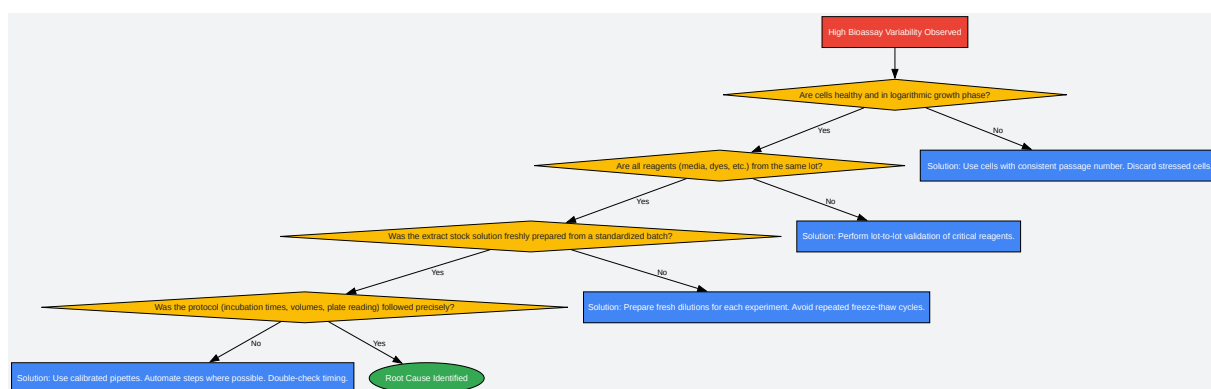 High Bioassay Variability Observed
Are cells healthy and in logarithmic growth phase?
Yes
No
Are all reagents (media, dyes, etc.) from the same lot?
Solution: Use cells with consistent passage number. Discard stressed cells
Yes
No
Was the extract stock solution freshly prepared from a standardized batch?
Solution: Perform lot-to-lot validation of critical reagents.
Yes
No
Was the protocol (incubation times, volumes, plate reading) followed precisely?
Solution: Prepare fresh dilutions for each experiment. Avoid repeated freeze-thaw cycles.
No
Yes
Solution: Use calibrated pipettes. Automate steps where possible. Double-check timing.
Root Cause Identified